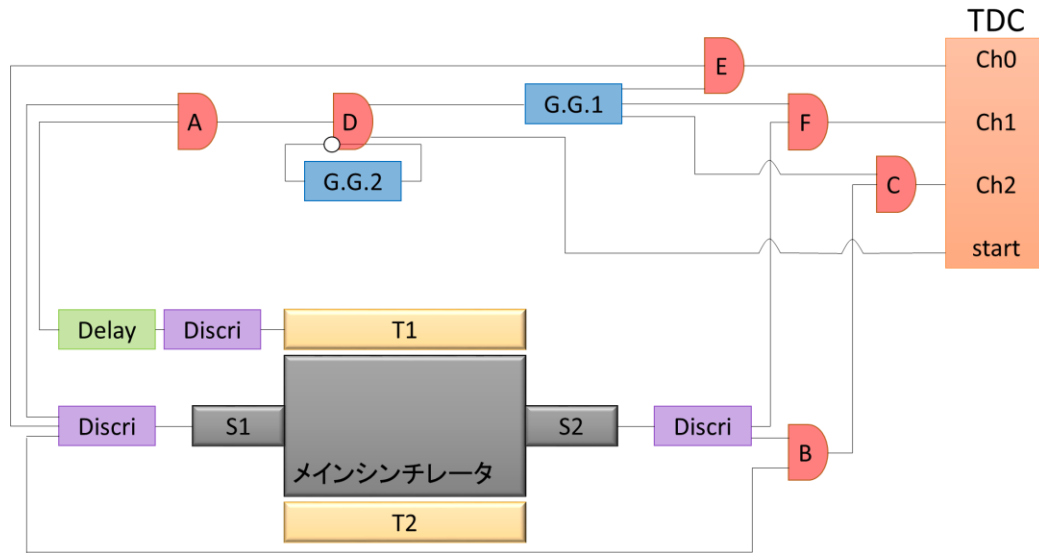 TDC
E
Ch0
G.G.1
A
D
F
Ch1
G.G.2
C
Ch2
start
Delay
Discri
T1
Discri
S1
S2
Discri
B
メインシンチレータ
T2